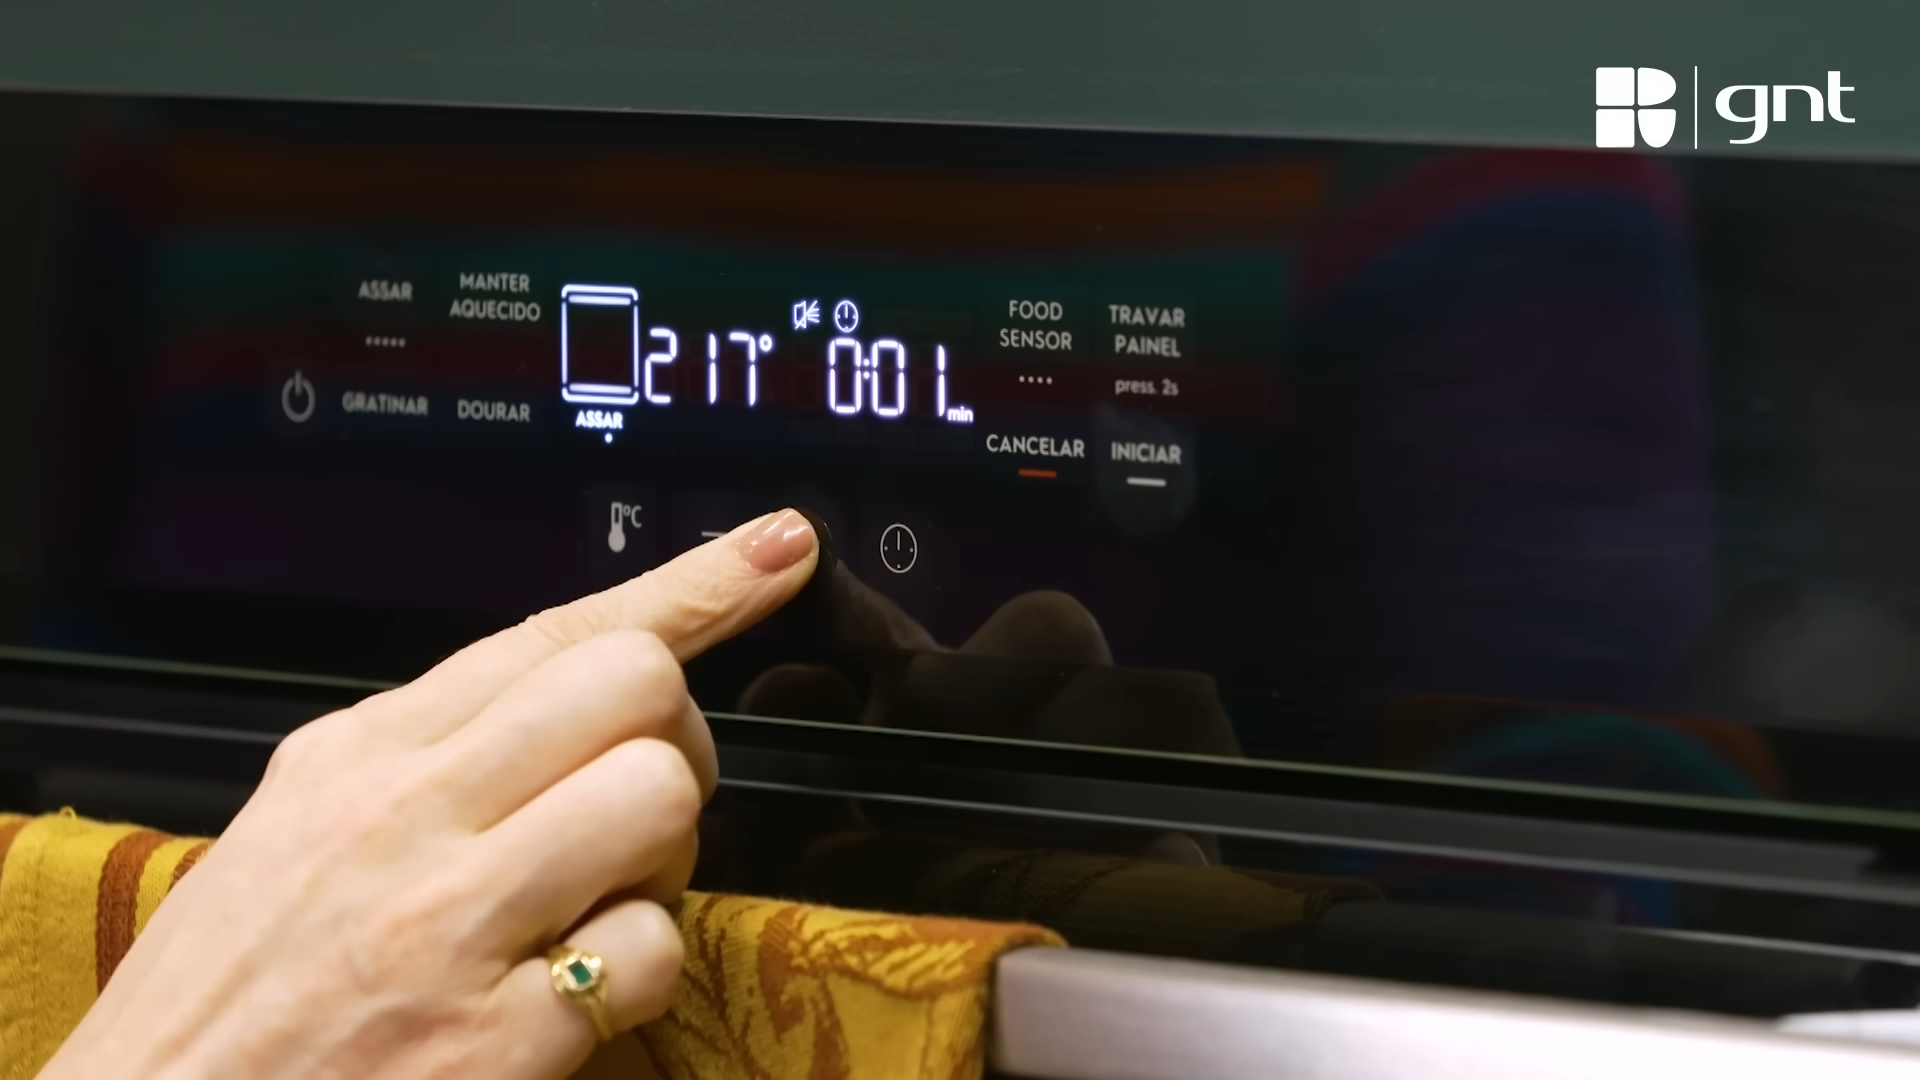 gnt
ASSAR
MANTER
AQUECIDO
GRATINAR
DOURAR
217°
0:01 min
ASSAR
FOOD
SENSOR
TRAVAR
PAINEL
press. 2s
CANCELAR
INICIAR
°C